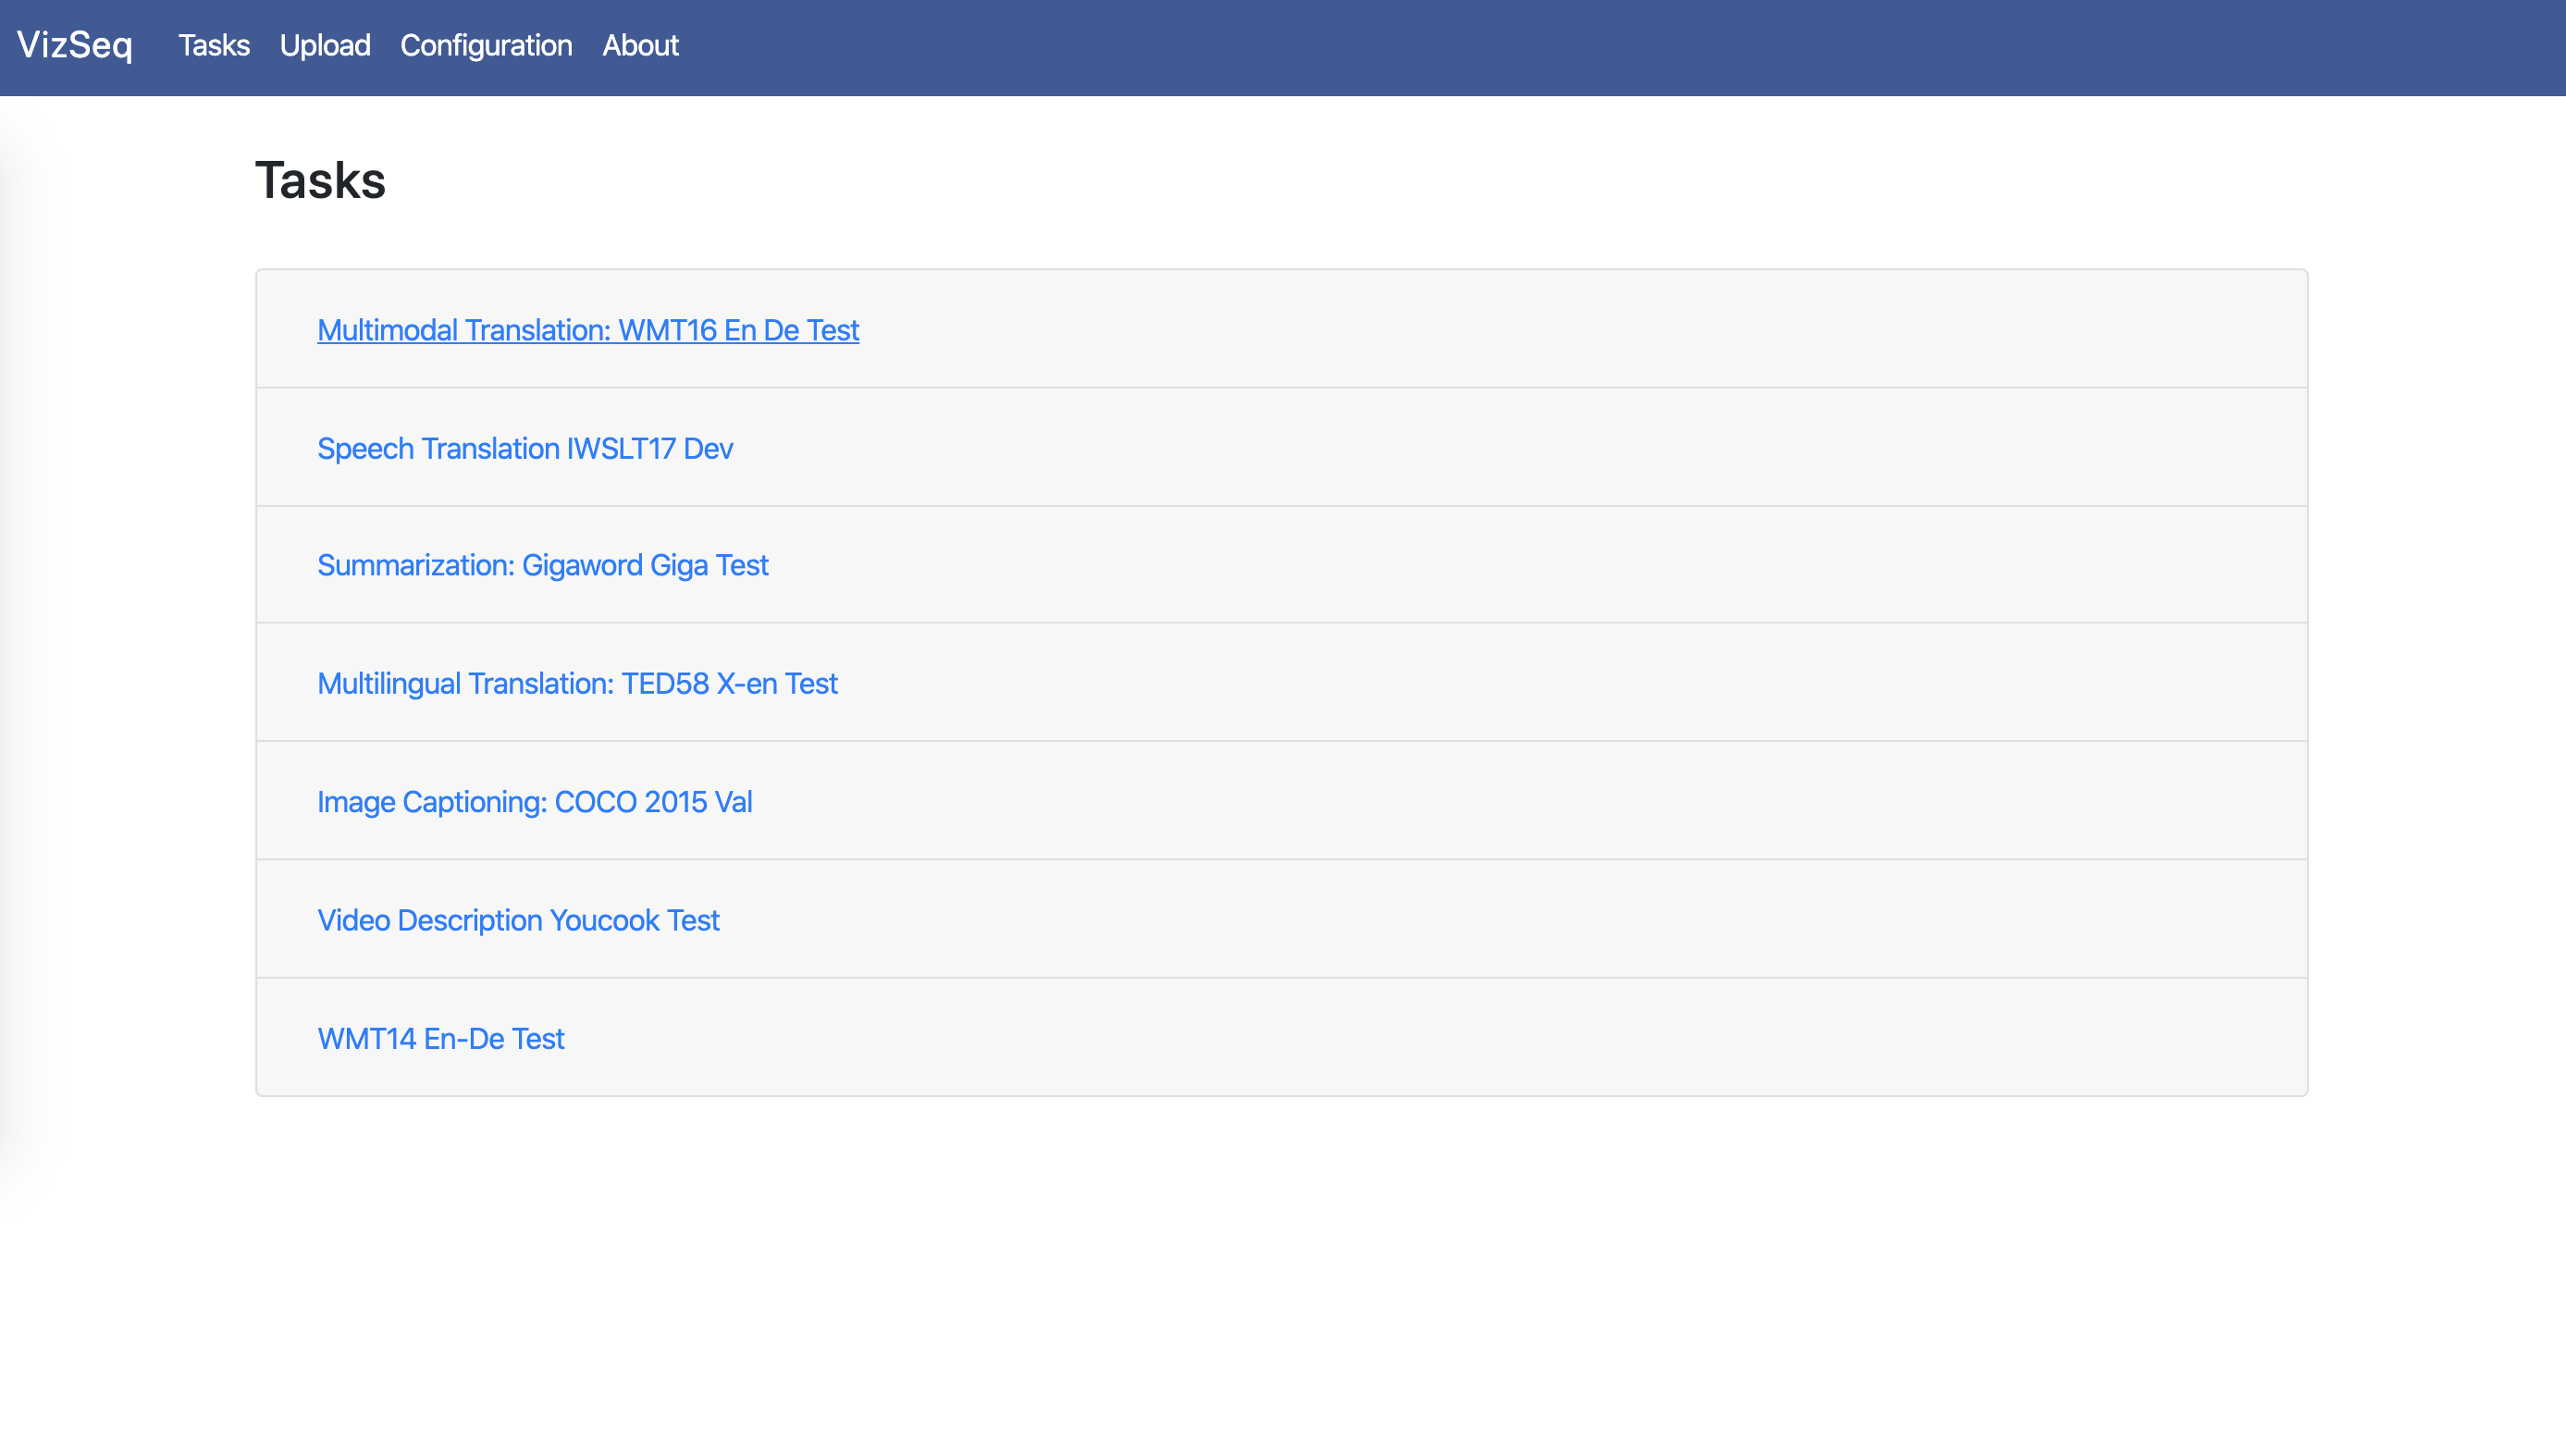 VizSeq Tasks Upload Configuration About
Tasks
Multimodal Translation: WMT16 En De Test
Speech Translation IWSLT17 Dev
Summarization: Gigaword Giga Test
Multilingual Translation: TED58 X-en Test
Image Captioning: COCO 2015 Val
Video Description Youcook Test
WMT14 En-De Test